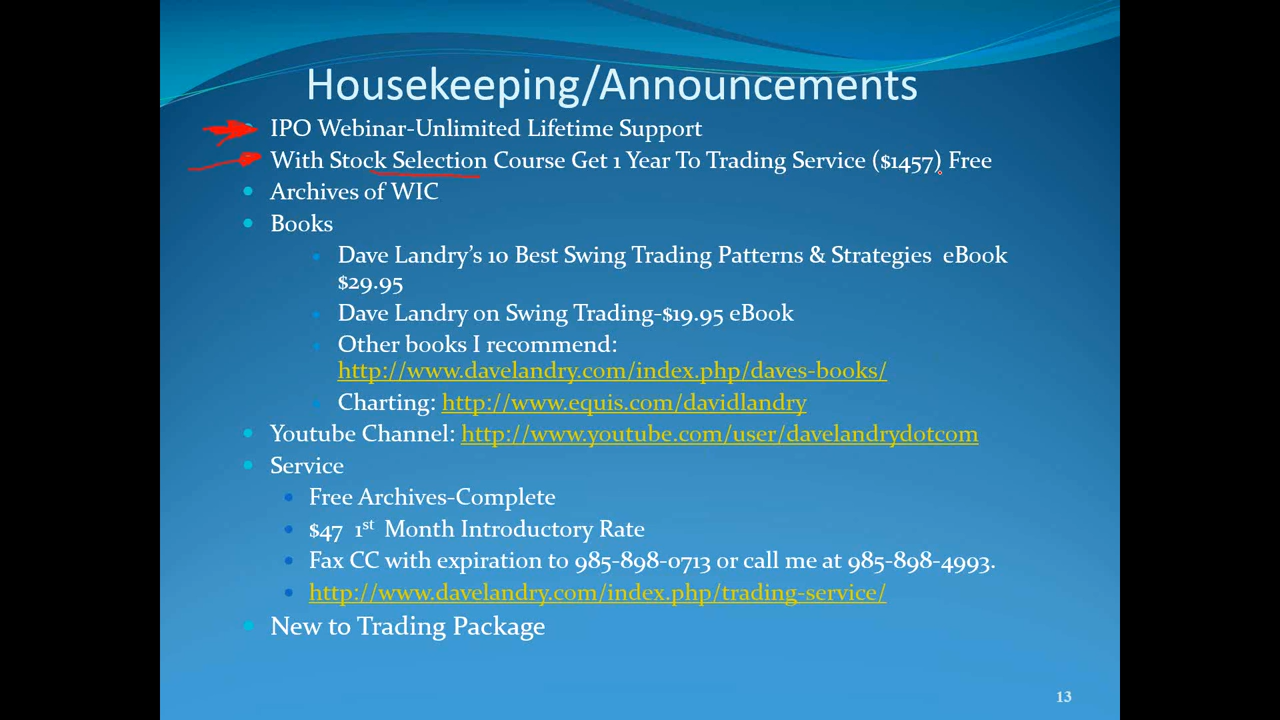 Housekeeping/Announcements
IPO Webinar-Unlimited Lifetime Support
With Stock Selection Course Get 1 Year To Trading Service ($1457) Free
Archives of WIC
Books
Dave Landry's 10 Best Swing Trading Patterns & Strategies eBook
$29.95
Dave Landry on Swing Trading-$19.95 eBook
Other books I recommend:
http://www.davelandry.com/index.php/daves-books/
Charting: http://www.equis.com/davidlandry
Youtube Channel: http://www.youtube.com/user/davelandrydotcom
Service
Free Archives-Complete
$47 1st Month Introductory Rate
Fax CC with expiration to 985-898-0713 or call me at 985-898-4993.
http://www.davelandry.com/index.php/trading-service/
New to Trading Package
13